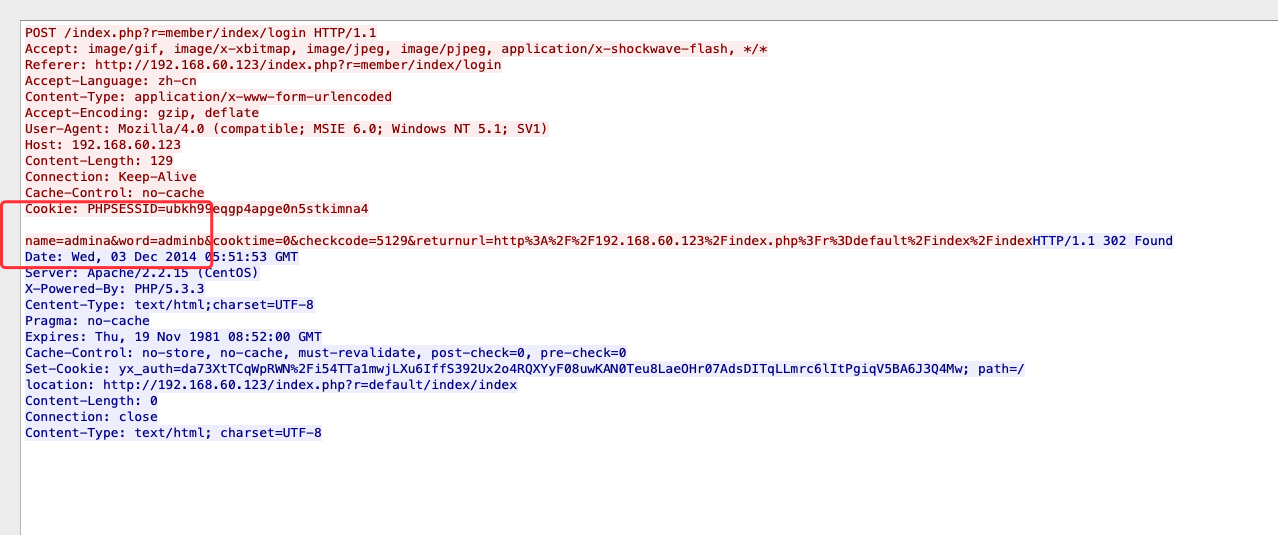 POST /index.php?r=member/index/login HTTP/1.1
Accept: image/gif, image/x-xbitmap, image/jpeg, image/pjpeg, application/x-shockwave-flash, */*
Referer: http://192.168.60.123/index.php?r=member/index/login
Accept-Language: zh-cn
Content-Type: application/x-www-form-urlencoded
Accept-Encoding: gzip, deflate
User-Agent: Mozilla/4.0 (compatible; MSIE 6.0; Windows NT 5.1; SV1)
Host: 192.168.60.123
Content-Length: 129
Connection: Keep-Alive
Cache-Control: no-cache
Cookie: PHPSESSID=ubkh99eqgp4apge0n5stkimna4
name=admina&word=adminb&cooktime=0&checkcode=5129&returnurl=http%3A%2F%2F192.168.60.123%2Findex.php%3Fr%3Ddefault%2Findex%2FindexHTTP/1.1 302 Found
Date: Wed, 03 Dec 2014 05:51:53 GMT
Server: Apache/2.2.15 (CentOS)
X-Powered-By: PHP/5.3.3
Centent-Type: text/html;charset=UTF-8
Pragma: no-cache
Expires: Thu, 19 Nov 1981 08:52:00 GMT
Cache-Control: no-store, no-cache, must-revalidate, post-check=0, pre-check=0
Set-Cookie: yx_auth=da73XtTCqWpRWN%2Fi54TTa1mwjLXu6IffS392Ux2o4RQXYyF08uwKAN0Teu8LaeOHr07AdsDITqLLmrc6lItPgiqV5BA6J3Q4Mw; path=/
location: http://192.168.60.123/index.php?r=default/index/index
Content-Length: 0
Connection: close
Content-Type: text/html; charset=UTF-8